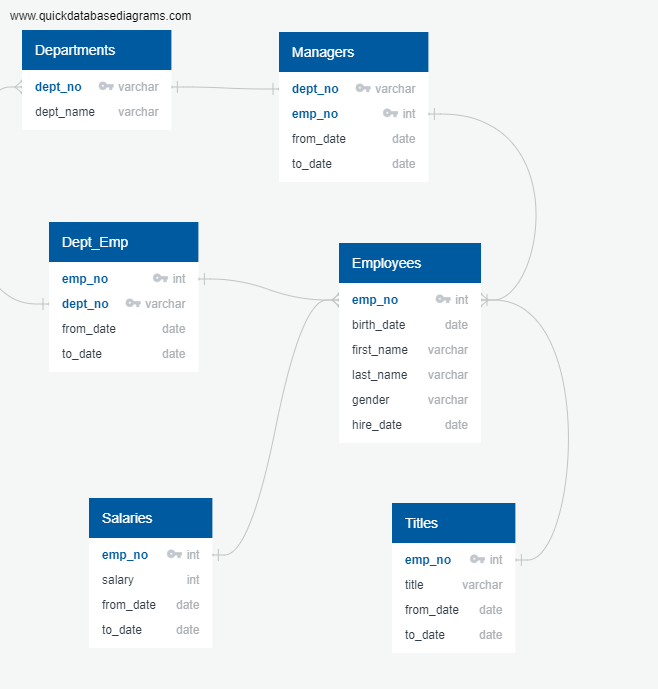 www.quickdatabasediagrams.com
Departments
dept_no varchar
dept_name varchar
Managers
dept_no varchar
emp_no int
from_date date
to_date date
Dept_Emp
emp_no int
dept_no varchar
from_date date
to_date date
Employees
emp_no int
birth_date date
first_name varchar
last_name varchar
gender varchar
hire_date date
Salaries
emp_no int
salary int
from_date date
to_date date
Titles
emp_no int
title varchar
from_date date
to_date date